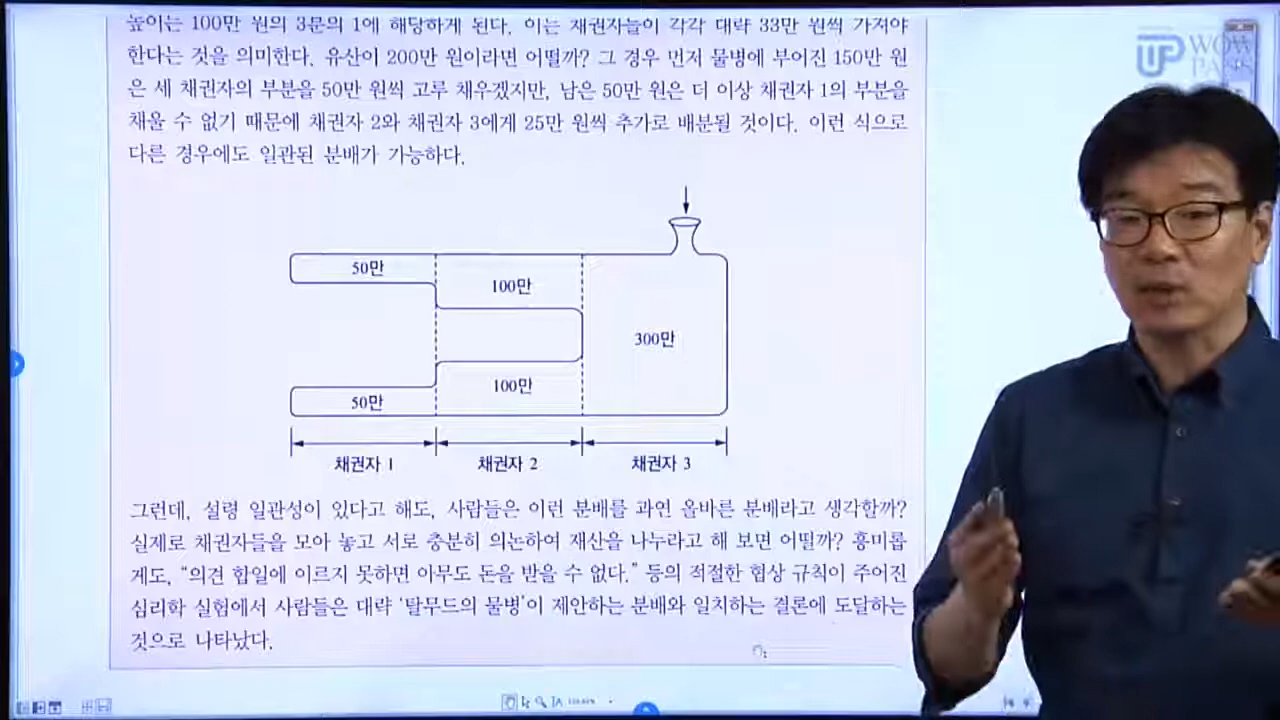 높이는 100만 원의 3분의 1에 해당하게 된다. 이는 채권자들이 각각 대략 33만 원씩 가져야
한다는 것을 의미한다. 유산이 200만 원이라면 어떨까? 그 경우 먼저 물병에 부어진 150만 원
은 세 채권자의 부분을 50만 원씩 고루 채우겠지만, 남은 50만 원은 더 이상 채권자 1의 부분을
채울 수 없기 때문에 채권자 2와 채권자 3에게 25만 원씩 추가로 배분될 것이다. 이런 식으로
다른 경우에도 일관된 분배가 가능하다.
WOW
PASS
50만
100만
300만
100만
50만
채권자 1
채권자 2
채권자 3
그런데, 설령 일관성이 있다고 해도, 사람들은 이런 분배를 과연 올바른 분배라고 생각할까?
실제로 채권자들을 모아 놓고 서로 충분히 의논하여 재산을 나누라고 해 보면 어떨까? 흥미롭
게도, “의견 합일에 이르지 못하면 아무도 돈을 받을 수 없다.” 등의 적절한 협상 규칙이 주어진
심리학 실험에서 사람들은 대략 ‘탈무드의 물병’이 제안하는 분배와 일치하는 결론에 도달하는
것으로 나타났다.